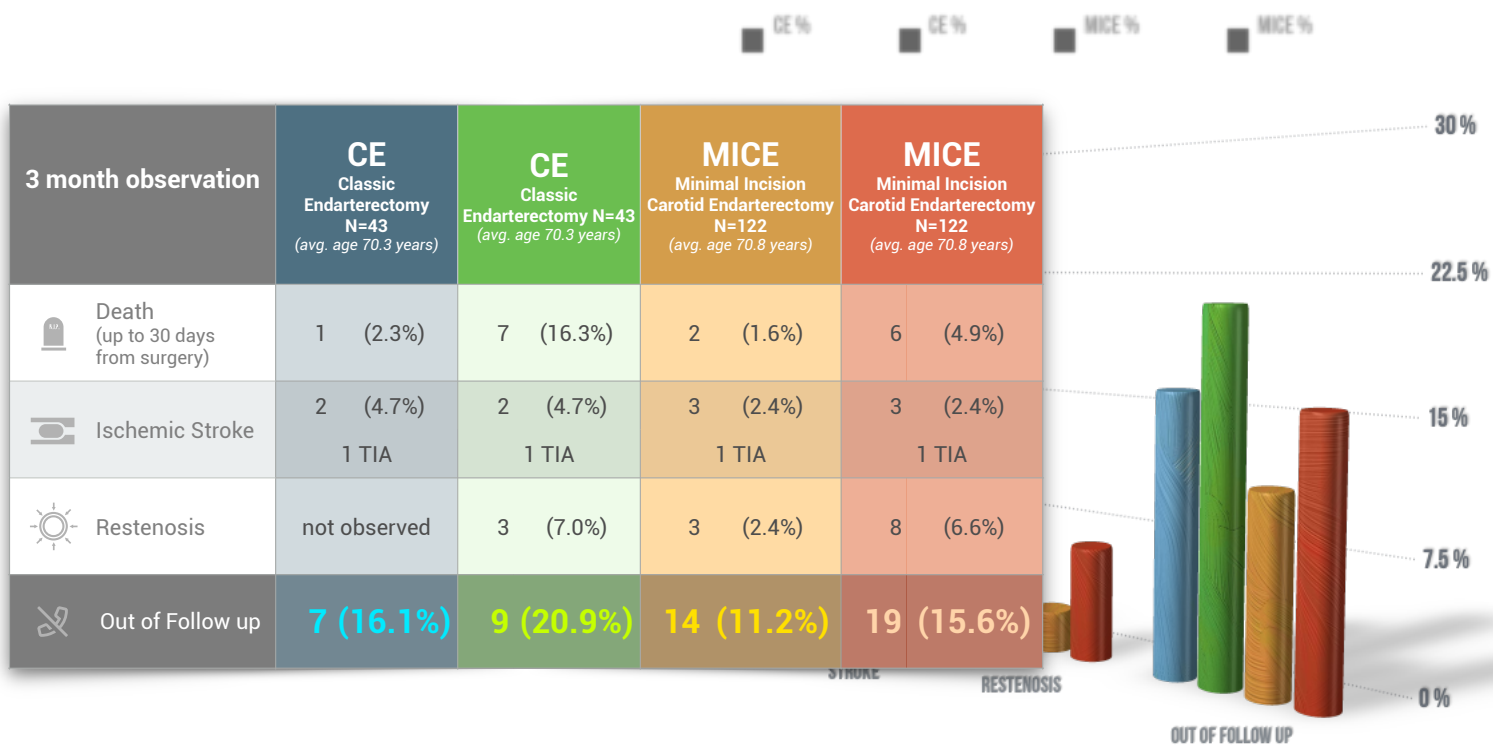 CE %
CE %
MICE %
MICE %
3 month observation
CE
Classic
Endarterectomy
N=43
(avg. age 70.3 years)
CE
Classic
Endarterectomy N=43
(avg. age 70.3 years)
MICE
Minimal Incision
Carotid Endarterectomy
N=122
(avg. age 70.8 years)
MICE
Minimal Incision
Carotid Endarterectomy
N=122
(avg. age 70.8 years)
Death
(up to 30 days
from surgery)
1 (2.3%)
7 (16.3%)
2 (1.6%)
6 (4.9%)
Ischemic Stroke
2 (4.7%)
1 TIA
2 (4.7%)
1 TIA
3 (2.4%)
1 TIA
3 (2.4%)
1 TIA
Restenosis
not observed
3 (7.0%)
3 (2.4%)
8 (6.6%)
Out of Follow up
7 (16.1%)
9 (20.9%)
14 (11.2%)
19 (15.6%)
30 %
22.5 %
15 %
7.5 %
0 %
STROKE
RESTENOSIS
OUT OF FOLLOW UP